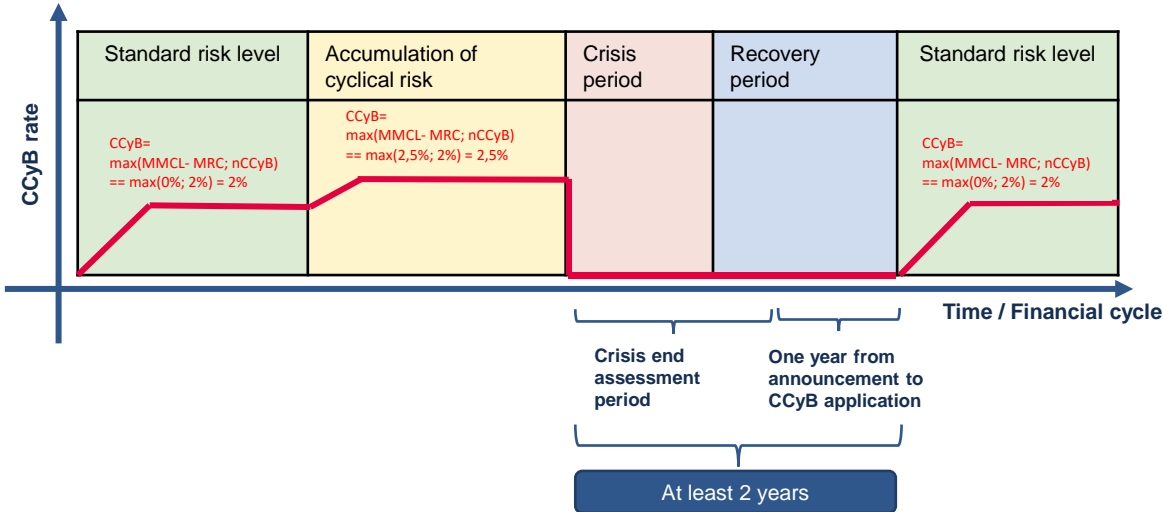 Standard risk level
Accumulation of
cyclical risk
Crisis
period
Recovery
period
Standard risk level
CCyB rate
CCyB=
max(MMCL- MRC; nCCyB)
== max(0%; 2%) = 2%
CCyB=
max(MMCL- MRC; nCCyB)
== max(2,5%; 2%) = 2,5%
CCyB=
max(MMCL- MRC; nCCyB)
== max(0%; 2%) = 2%
Time / Financial cycle
Crisis end
assessment
period
One year from
announcement to
CCyB application
At least 2 years